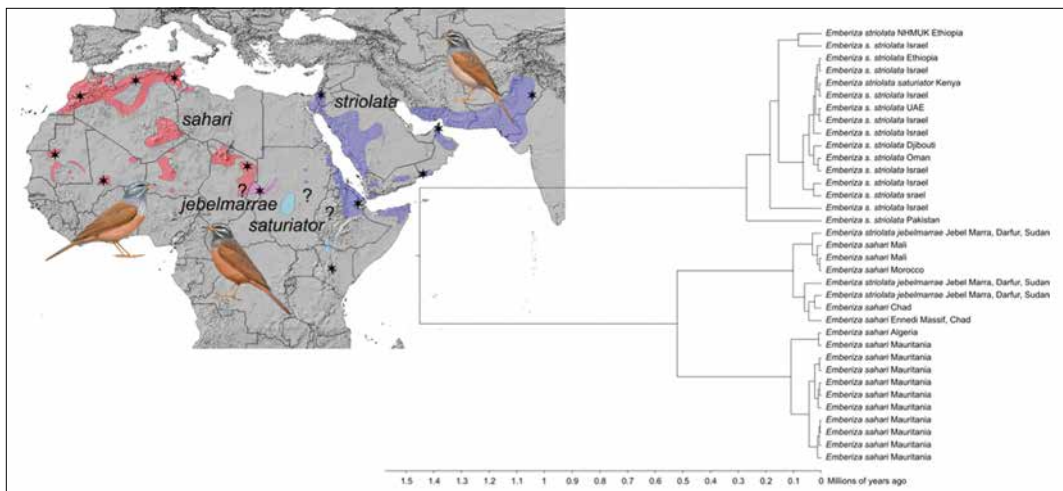 sahari
striolata
?
?
jebelmarrae
saturiator
Emberiza striolata NHMUK Ethiopia
Emberiza s. striolata Israel
Emberiza s. striolata Ethiopia
Emberiza s. striolata Israel
Emberiza striolata saturiator Kenya
Emberiza s. striolata Israel
Emberiza s. striolata UAE
Emberiza s. striolata Israel
Emberiza s. striolata Israel
Emberiza s. striolata Djibouti
Emberiza s. striolata Oman
Emberiza s. striolata Israel
Emberiza s. striolata Israel
Emberiza s. striolata srael
Emberiza s. striolata Israel
Emberiza s. striolata Pakistan
Emberiza striolata jebelmarrae Jebel Marra, Darfur, Sudan
Emberiza sahari Mali
Emberiza sahari Mali
Emberiza sahari Morocco
Emberiza striolata jebelmarrae Jebel Marra, Darfur, Sudan
Emberiza striolata jebelmarrae Jebel Marra, Darfur, Sudan
Emberiza sahari Chad
Emberiza sahari Ennedi Massif, Chad
Emberiza sahari Algeria
Emberiza sahari Mauritania
Emberiza sahari Mauritania
Emberiza sahari Mauritania
Emberiza sahari Mauritania
Emberiza sahari Mauritania
Emberiza sahari Mauritania
Emberiza sahari Mauritania
Emberiza sahari Mauritania
Emberiza sahari Mauritania
Emberiza sahari Mauritania
1.5 1.4 1.3 1.2 1.1 1 0.9 0.8 0.7 0.6 0.5 0.4 0.3 0.2 0.1 0 Millions of years ago